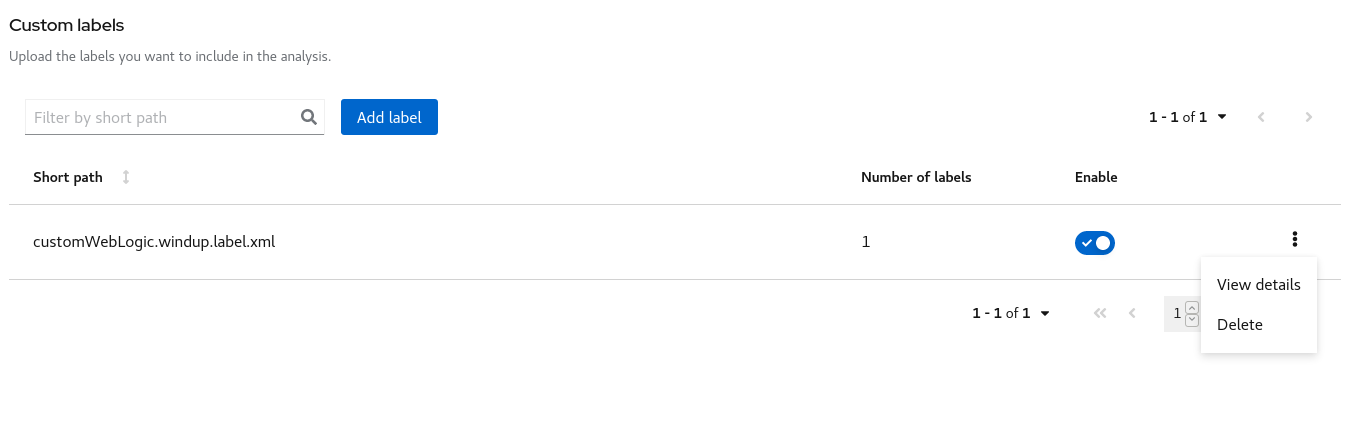 Custom labels
Upload the labels you want to include in the analysis.
Filter by short path
Add label
1 - 1 of 1
Short path
Number of labels
Enable
customWebLogic.windup.label.xml
1
View details
1 - 1 of 1
1
Delete